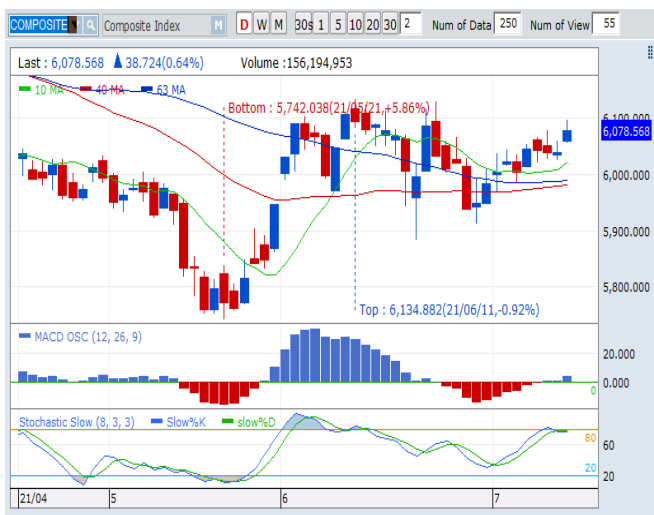 COMPOSITE Composite Index M D W M 30s 1 5 10 20 30 2 Num of Data 250 Num of View 55
Last : 6,078.568 ▲ 38.724(0.64%) Volume :156,194,953
10 MA 40 MA 63 MA
Bottom : 5,742.038(21/05/21,+5.86%)
6,100.000
6,078.568
6,000.000
5,900.000
5,800.000
Top : 6,134.882(21/06/11,-0.92%)
MACD OSC (12, 26, 9)
20.000
0.000
0
Stochastic Slow (8, 3, 3) Slow%K slow%D
80
60
20
20
21/04 5 6 7